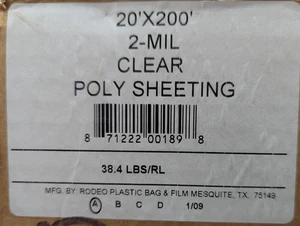 20'X200'
2-MIL
CLEAR
POLY SHEETING
8 71222 00189 8
38.4 LBS/RL
MFG. BY RODEO PLASTIC BAG & FILM MESQUITE, TX. 75149
A B C D 1/09